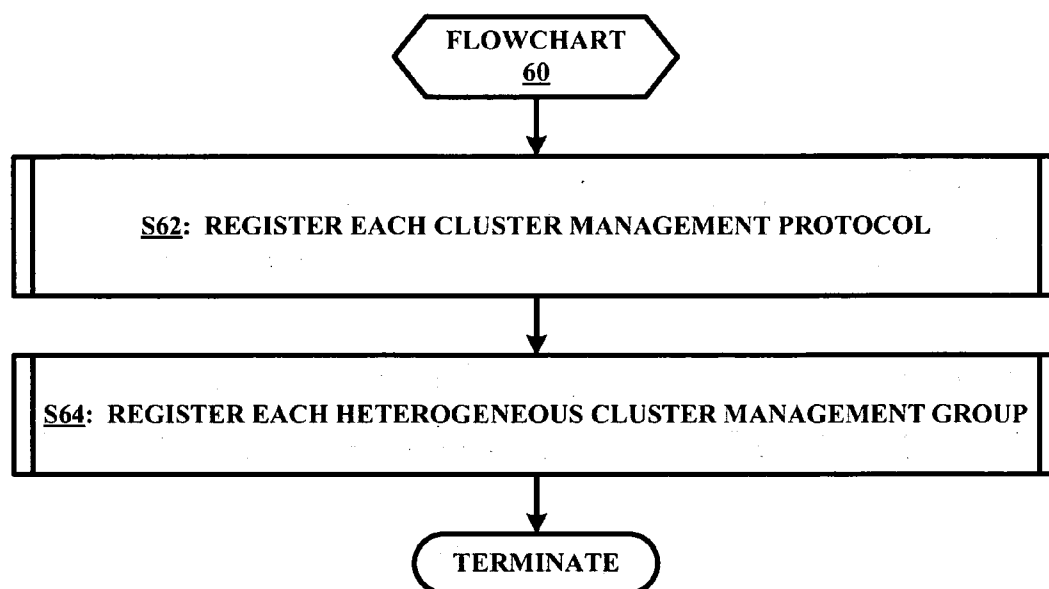 FLOWCHART
60
S62: REGISTER EACH CLUSTER MANAGEMENT PROTOCOL
S64: REGISTER EACH HETEROGENEOUS CLUSTER MANAGEMENT GROUP
TERMINATE